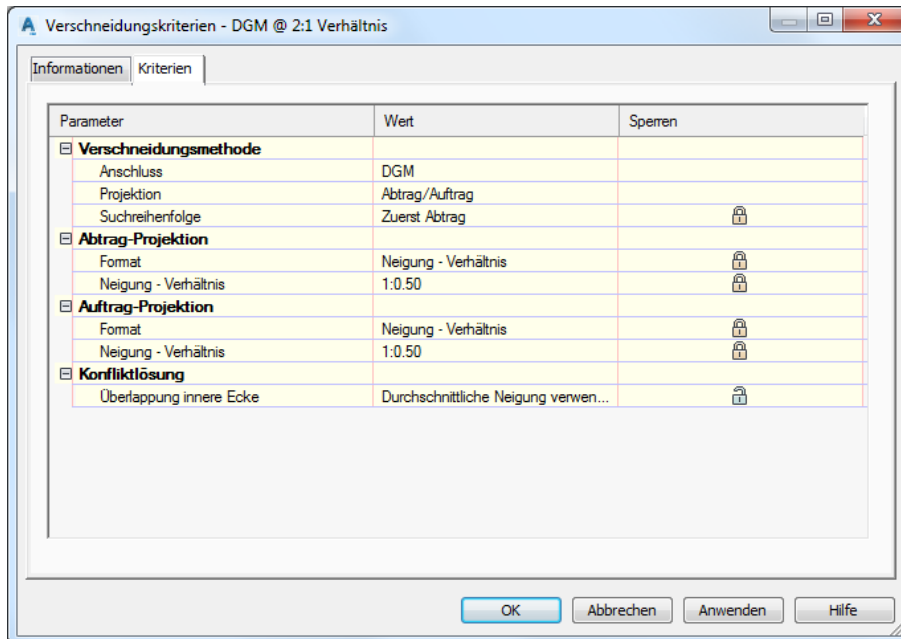 Verschneidungskriterien - DGM @ 2:1 Verhältnis
Informationen Kriterien
Parameter Wert Sperren
Verschneidungsmethode
Anschluss DGM
Projektion Abtrag/Auftrag
Suchreihenfolge Zuerst Abtrag
Abtrag-Projektion
Format Neigung - Verhältnis
Neigung - Verhältnis 1:0.50
Auftrag-Projektion
Format Neigung - Verhältnis
Neigung - Verhältnis 1:0.50
Konfliktlösung
Überlappung innere Ecke Durchschnittliche Neigung verwen...
OK Abbrechen Anwenden Hilfe